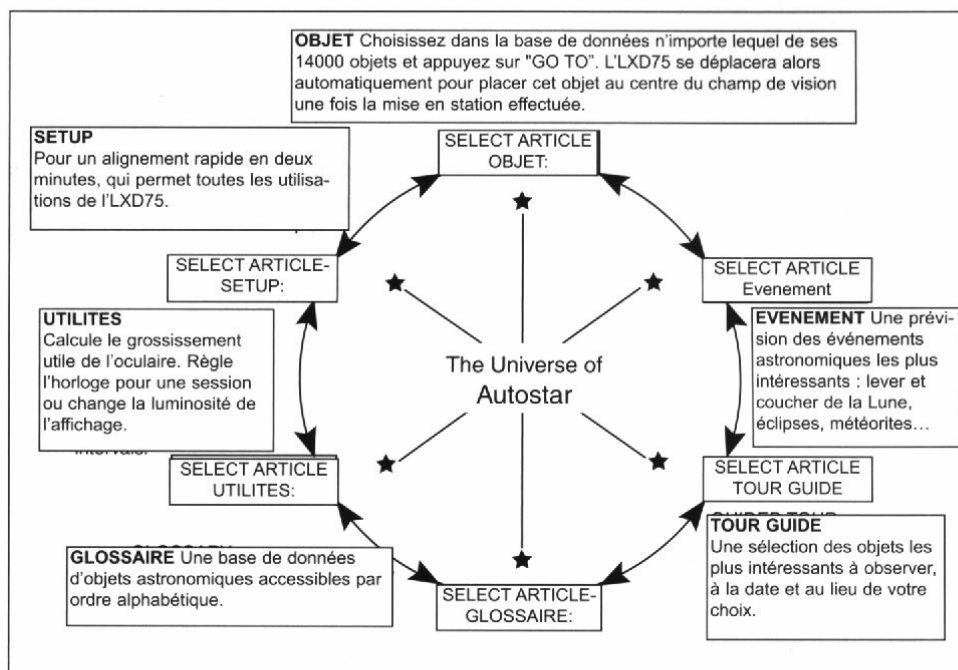 OBJET Choisissez dans la base de données n'importe lequel de ses
14000 objets et appuyez sur "GO TO". L'LXD75 se déplacera alors
automatiquement pour placer cet objet au centre du champ de vision
une fois la mise en station effectuée.
SELECT ARTICLE
OBJET:
SETUP
Pour un alignement rapide en deux
minutes, qui permet toutes les utilisa-
tions de l'LXD75.
SELECT ARTICLE-
SETUP:
SELECT ARTICLE
Evenement
UTILITES
Calcule le grossissement
utile de l'oculaire. Règle
l'horloge pour une session
ou change la luminosité de
l'affichage.
EVENEMENT Une prévi-
sion des événements
astronomiques les plus
intéressants : lever et
coucher de la Lune,
éclipses, météorites…
The Universe of
Autostar
SELECT ARTICLE
UTILITES:
SELECT ARTICLE
TOUR GUIDE
GLOSSAIRE Une base de données
d'objets astronomiques accessibles par
ordre alphabétique.
TOUR GUIDE
Une sélection des objets les
plus intéressants à observer,
à la date et au lieu de votre
choix.
SELECT ARTICLE-
GLOSSAIRE: